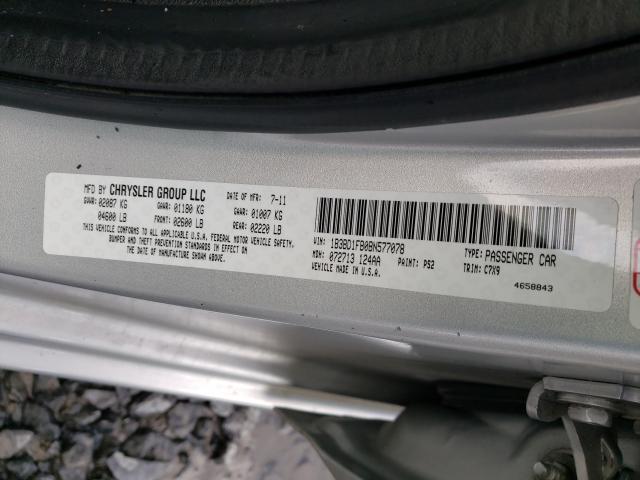 MFD BY CHRYSLER GROUP LLC DATE OF MFR: 7-11
GVWR: 02087 KG GAWR: 01180 KG GAWR: 01007 KG
04600 LB FRONT: 02600 LB REAR: 02220 LB
THIS VEHICLE CONFORMS TO ALL APPLICABLE U.S.A. FEDERAL MOTOR VEHICLE SAFETY,
BUMPER AND THEFT PREVENTION STANDARDS IN EFFECT ON
THE DATE OF MANUFACTURE SHOWN ABOVE.
VIN: 1B3BD1FB0BN577078 TYPE: PASSENGER CAR
MDH: 072713 124AA PAINT: PS2 TRIM: C7X9
VEHICLE MADE IN U.S.A.
4658843